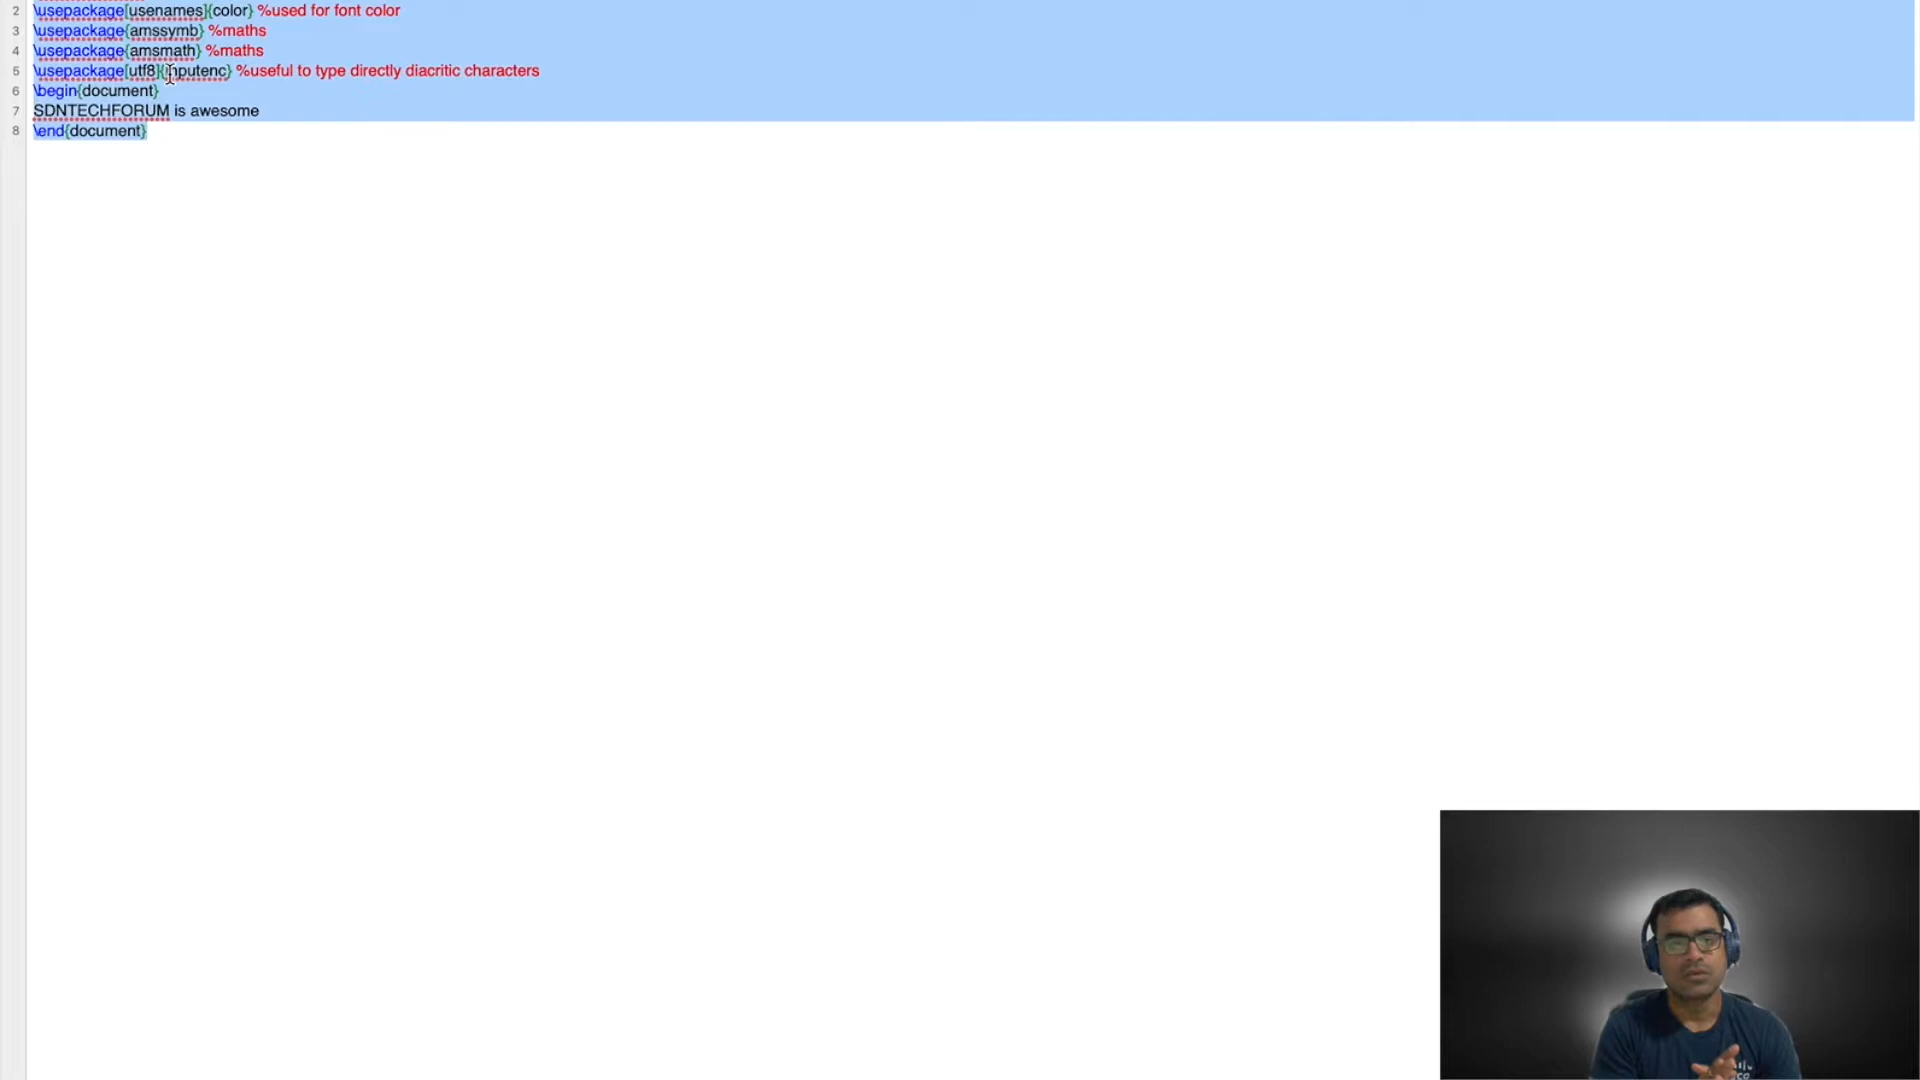 2 \usepackage[usenames]{color} %used for font color
3 \usepackage{amssymb} %maths
4 \usepackage{amsmath} %maths
5 \usepackage[utf8]{inputenc} %useful to type directly diacritic characters
6 \begin{document}
7 SDNTECHFORUM is awesome
8 \end{document}